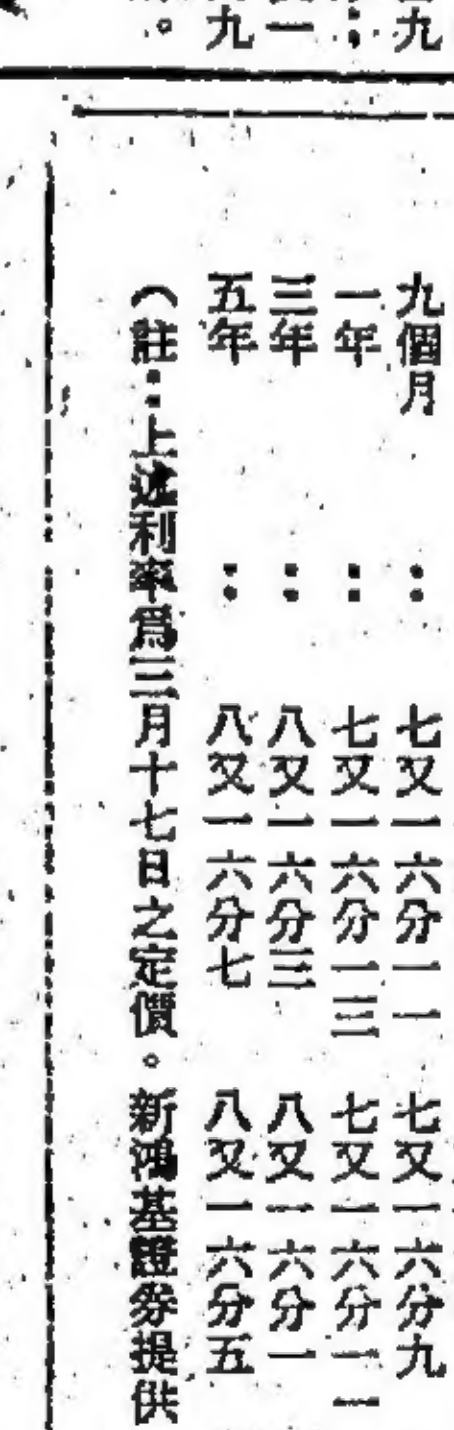 九
：
一
九
。
九個月 ： 七又一六分一一 七又一六分九
一年 ： 七又一六分一三 七又一六分一一
三年 ： 八又一六分三 八又一六分一
五年 ： 八又一六分七 八又一六分五
（註：上述利率爲三月十七日之定價。新鴻基證券提供